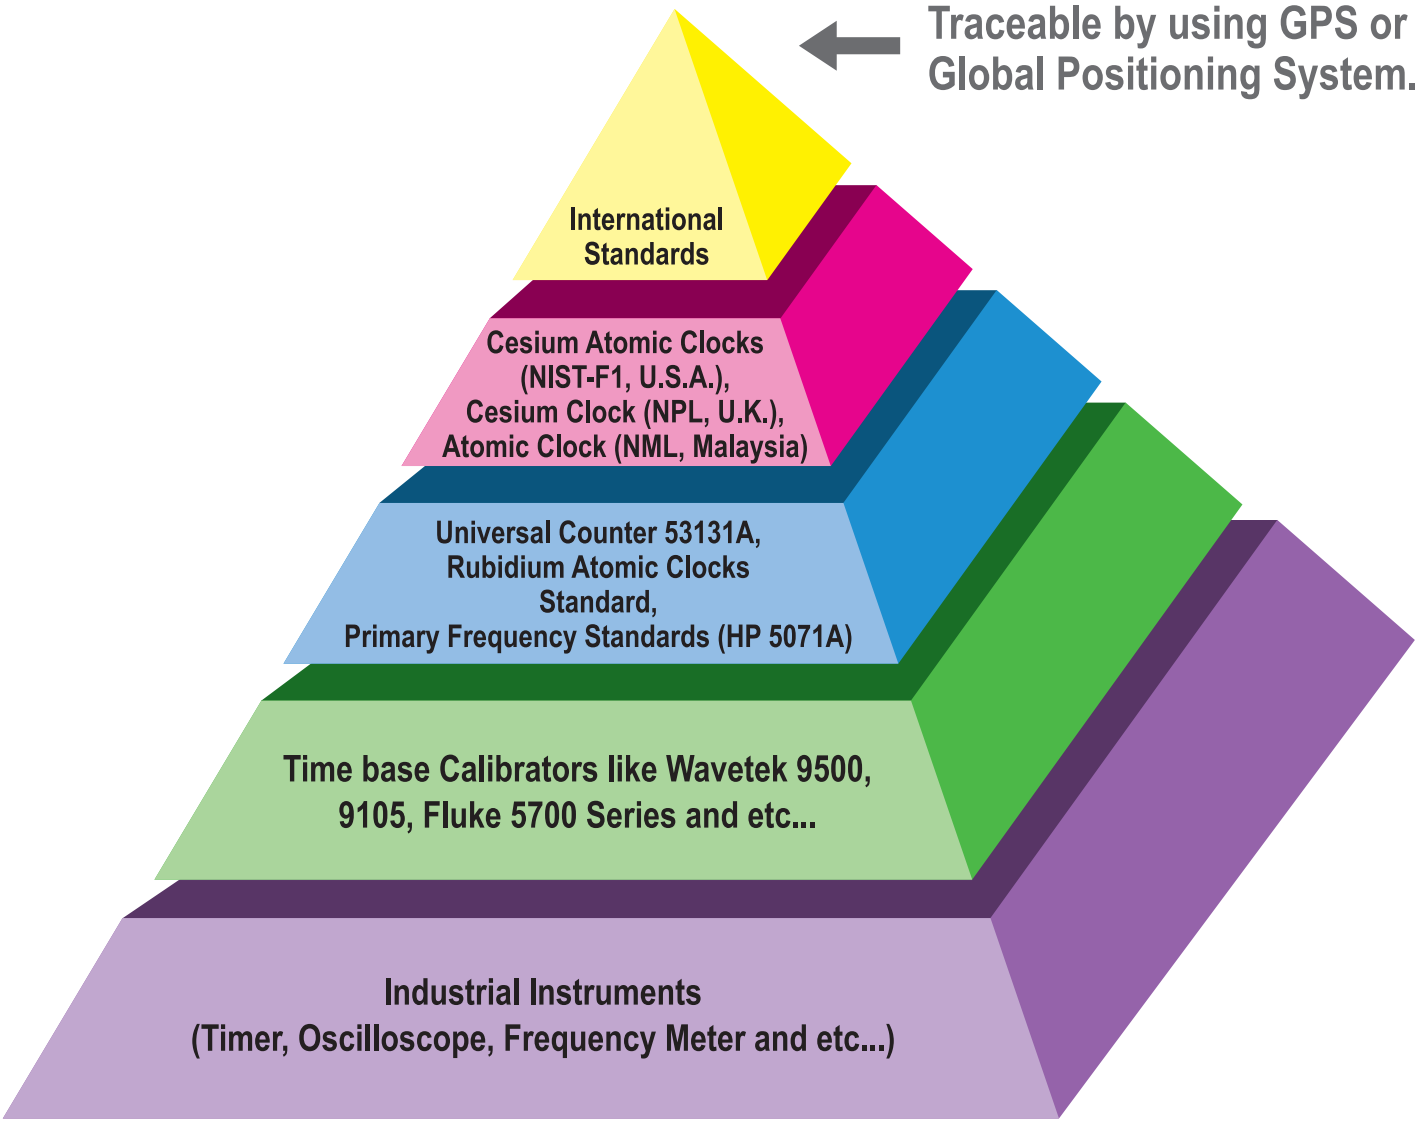 Traceable by using GPS or
Global Positioning System.
International
Standards
Cesium Atomic Clocks
(NIST-F1, U.S.A.),
Cesium Clock (NPL, U.K.),
Atomic Clock (NML, Malaysia)
Universal Counter 53131A,
Rubidium Atomic Clocks
Standard,
Primary Frequency Standards (HP 5071A)
Time base Calibrators like Wavetek 9500,
9105, Fluke 5700 Series and etc...
Industrial Instruments
(Timer, Oscilloscope, Frequency Meter and etc...)